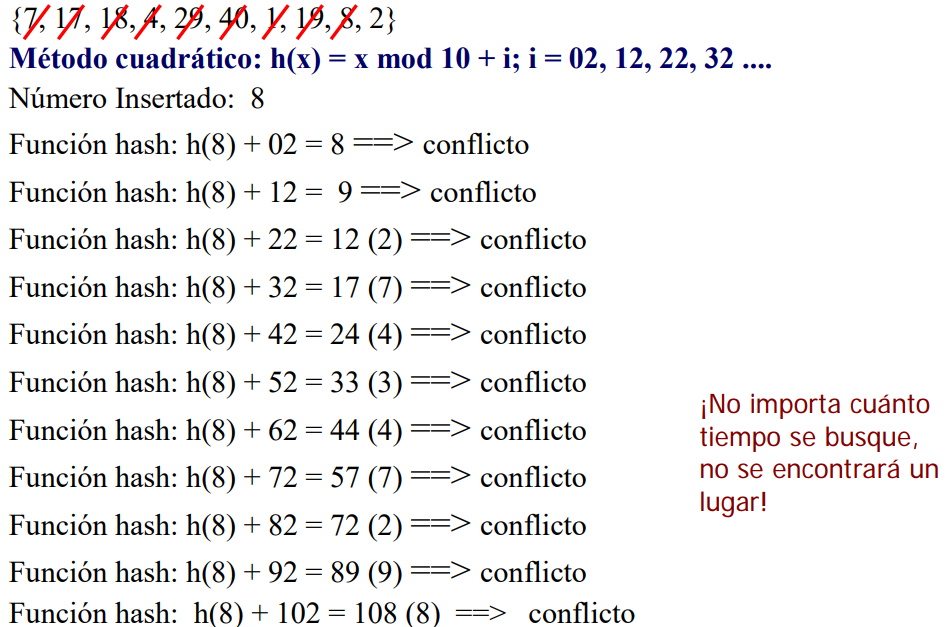 {7, 17, 18, 4, 29, 40, 1, 19, 8, 2}
Método cuadrático: h(x) = x mod 10 + i; i = 02, 12, 22, 32 ....
Número Insertado: 8
Función hash: h(8) + 02 = 8 ==> conflicto
Función hash: h(8) + 12 = 9 ==> conflicto
Función hash: h(8) + 22 = 12 (2) ==> conflicto
Función hash: h(8) + 32 = 17 (7) ==> conflicto
Función hash: h(8) + 42 = 24 (4) ==> conflicto
Función hash: h(8) + 52 = 33 (3) ==> conflicto
Función hash: h(8) + 62 = 44 (4) ==> conflicto
Función hash: h(8) + 72 = 57 (7) ==> conflicto
Función hash: h(8) + 82 = 72 (2) ==> conflicto
Función hash: h(8) + 92 = 89 (9) ==> conflicto
Función hash: h(8) + 102 = 108 (8) ==> conflicto
¡No importa cuánto
tiempo se busque,
no se encontrará un
lugar!